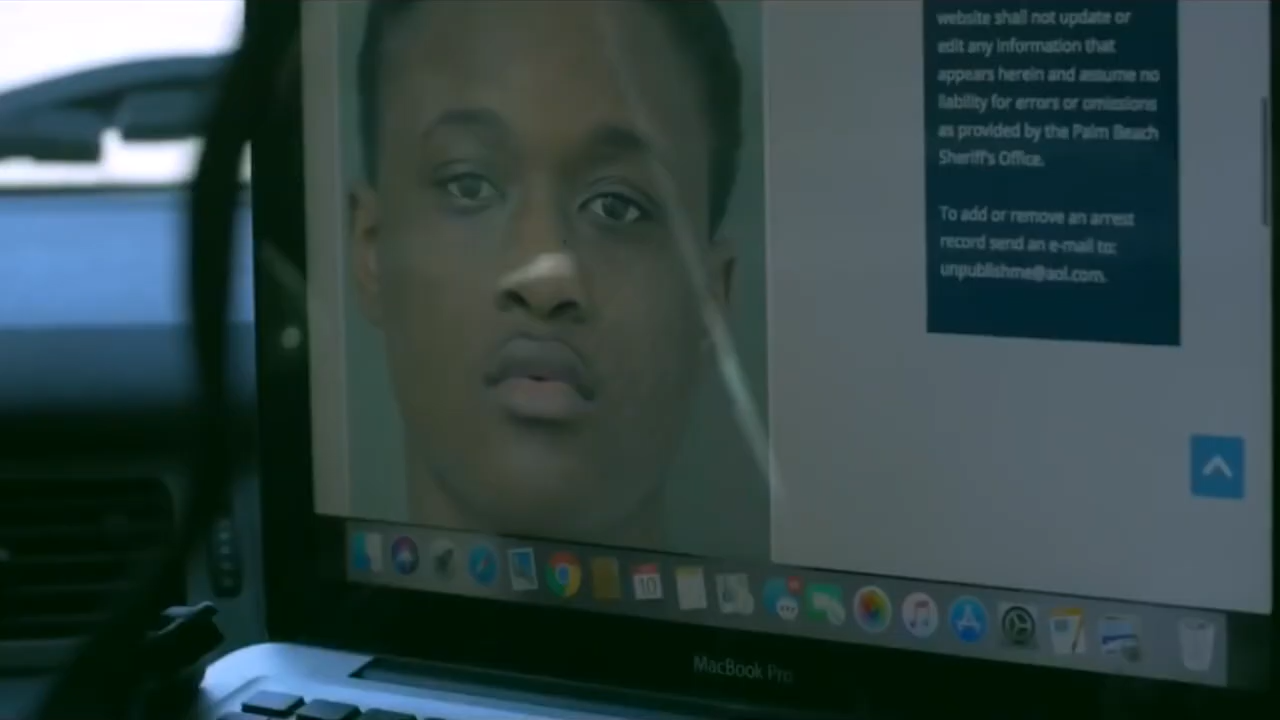 website shall not update or
edit any information that
appears herein and assume no
liability for errors or omissions
as provided by the Palm Beach
Sheriff's Office.
To add or remove an arrest
record send an e-mail to:
unpublishme@aol.com.
10
MacBook Pro